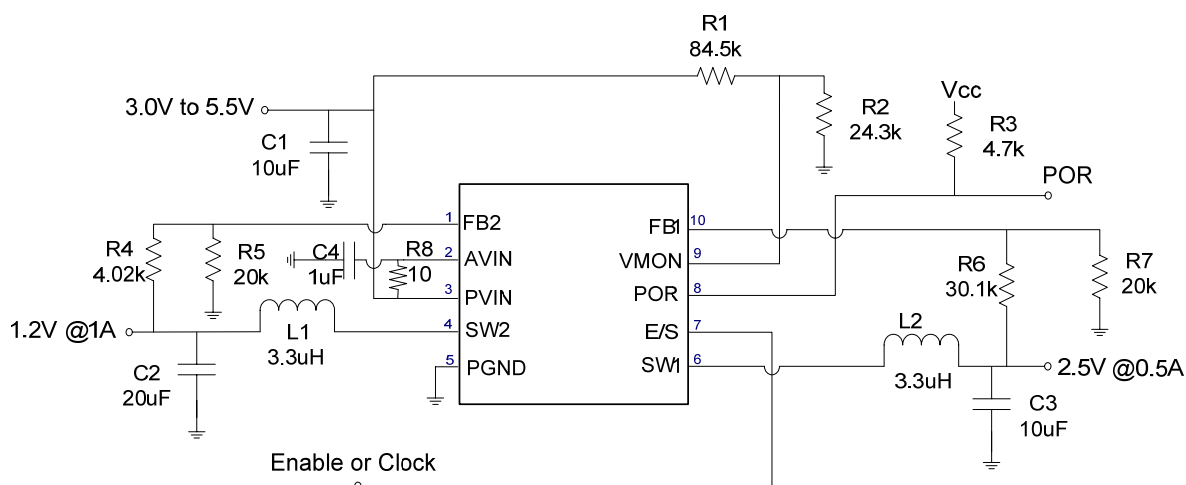 R1
84.5k
3.0V to 5.5V
C1
10uF
R2
24.3k
Vcc
R3
4.7k
POR
1
FB2
FB1
10
R4
4.02k
R5
20k
C4
1uF
R8
10
2
AVIN
VMON
9
3
PVIN
POR
8
R6
30.1k
R7
20k
1.2V @1A
L1
3.3uH
4
SW2
E/S
7
L2
3.3uH
5
PGND
SW1
6
2.5V @0.5A
C2
20uF
C3
10uF
Enable or Clock